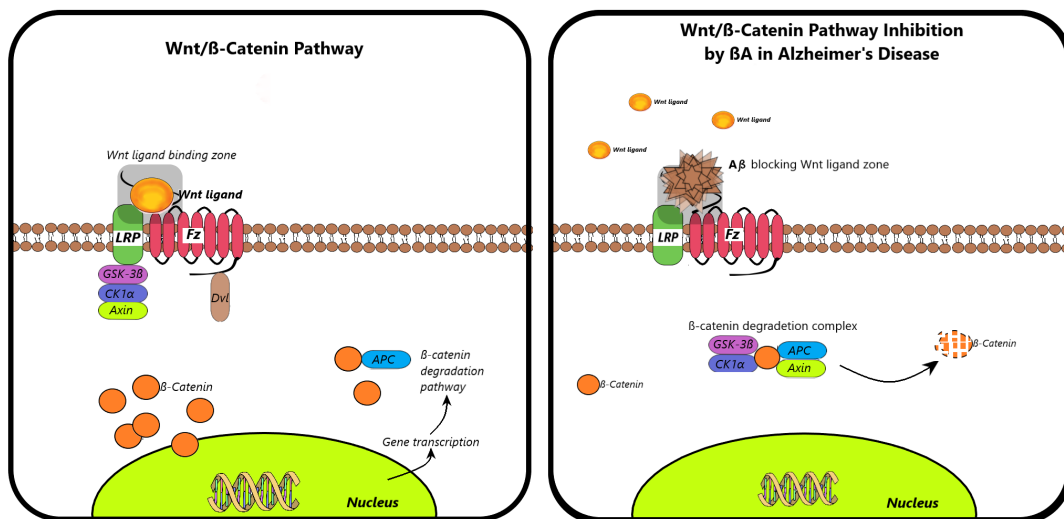 Wnt/ß-Catenin Pathway
Wnt ligand binding zone
Wnt ligand
LRP
Fz
GSK-3ß
CK1α
Axin
Dvl
ß-Catenin
APC
ß-catenin
degradation
pathway
Gene transcription
Nucleus
Wnt/ß-Catenin Pathway Inhibition
by ßA in Alzheimer's Disease
Wnt ligand
Wnt ligand
Wnt ligand
Aβ blocking Wnt ligand zone
LRP
Fz
ß-catenin degradetion complex
GSK-3ß
APC
CK1α
Axin
ß-Catenin
ß-Catenin
Nucleus